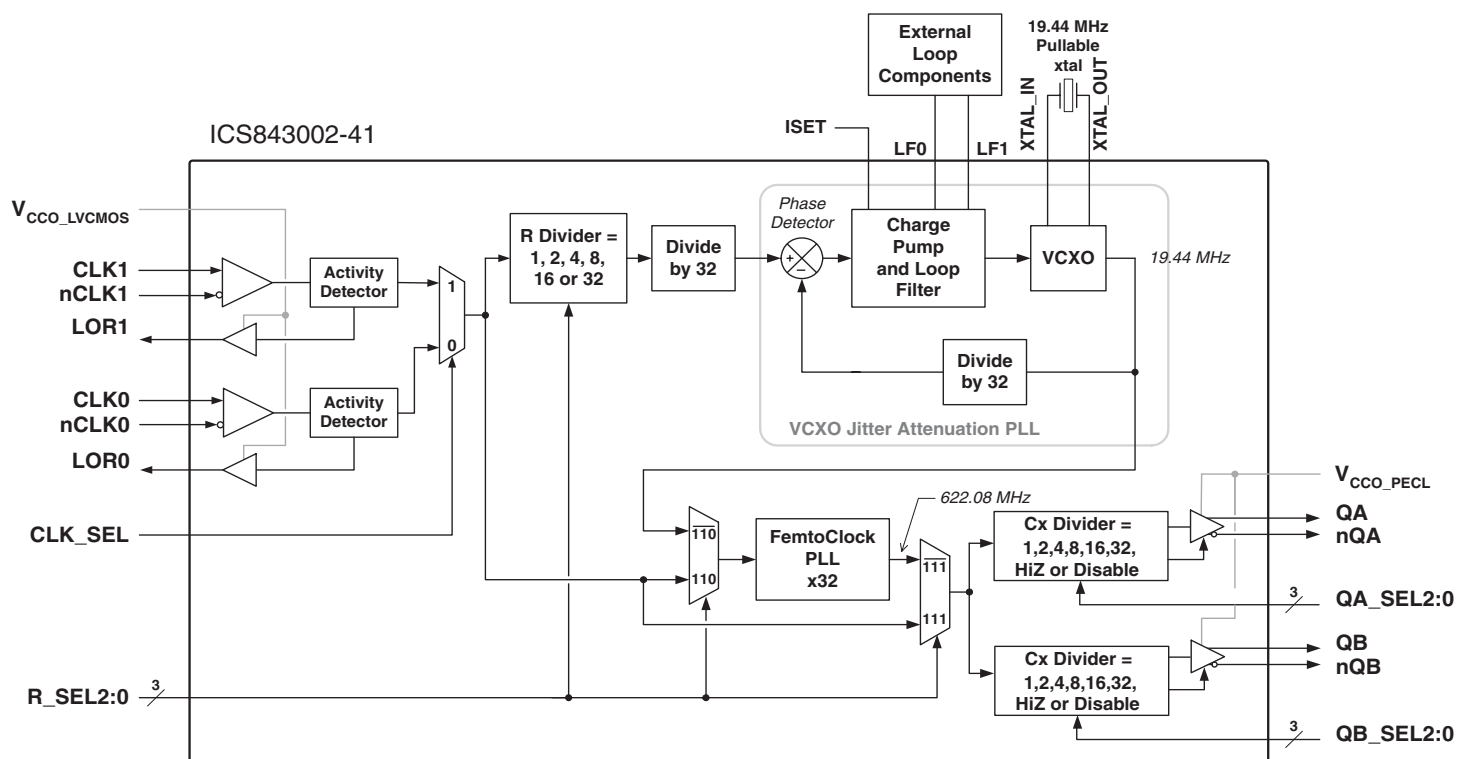 External
Loop
Components
19.44 MHz
Pullable
xtal
XTAL_IN
XTAL_OUT
ICS843002-41
ISET
LF0
LF1
VCCO_LVCMOS
CLK1
nCLK1
LOR1
CLK0
nCLK0
LOR0
CLK_SEL
R_SEL2:0
3
Activity
Detector
Activity
Detector
1
0
R Divider =
1, 2, 4, 8,
16 or 32
Divide
by 32
Phase
Detector
+
–
Charge
Pump
and Loop
Filter
VCXO
19.44 MHz
Divide
by 32
VCXO Jitter Attenuation PLL
110
110
FemtoClock
PLL
x32
622.08 MHz
111
111
Cx Divider =
1,2,4,8,16,32,
HiZ or Disable
Cx Divider =
1,2,4,8,16,32,
HiZ or Disable
VCCO_PECL
QA
nQA
3
QA_SEL2:0
QB
nQB
3
QB_SEL2:0